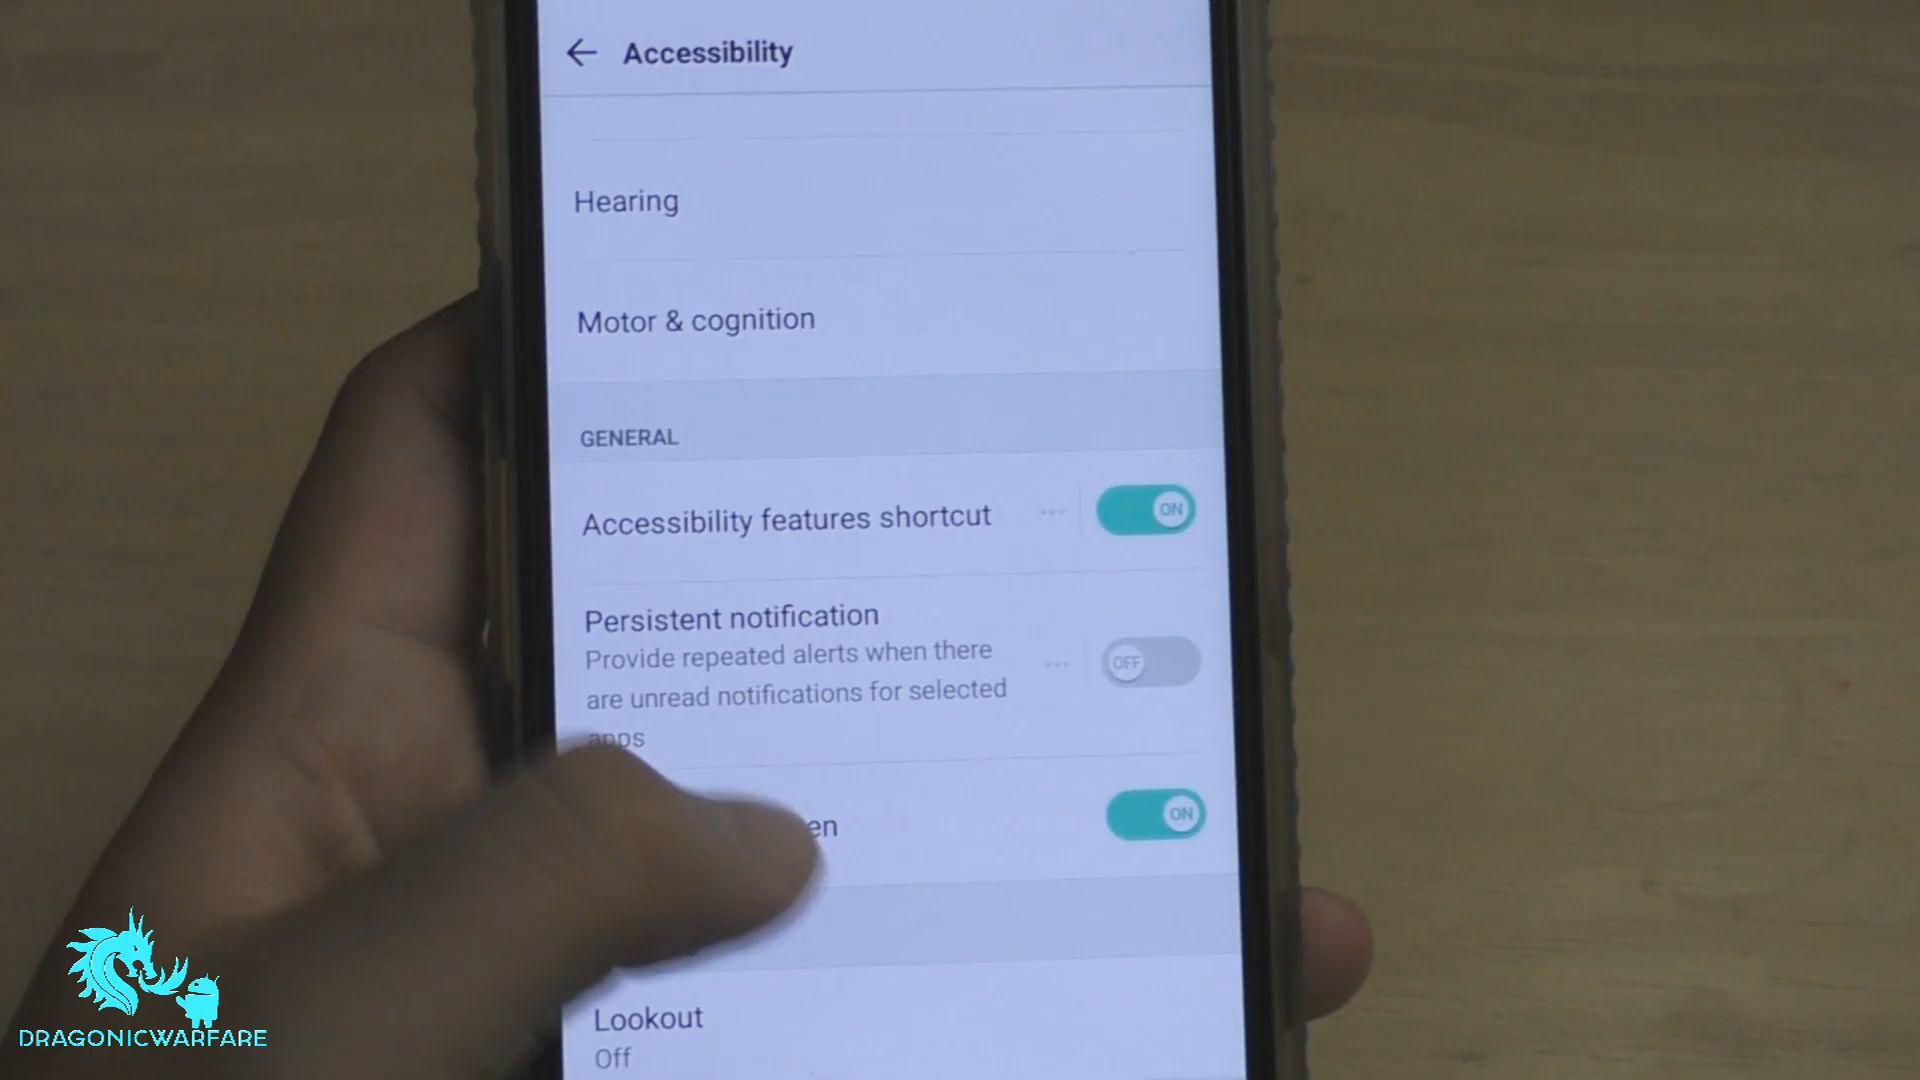 Accessibility
Hearing
Motor & cognition
GENERAL
Accessibility features shortcut
ON
Persistent notification
Provide repeated alerts when there
are unread notifications for selected
apps
OFF
ON
Lookout
Off
DRAGONICWARFARE